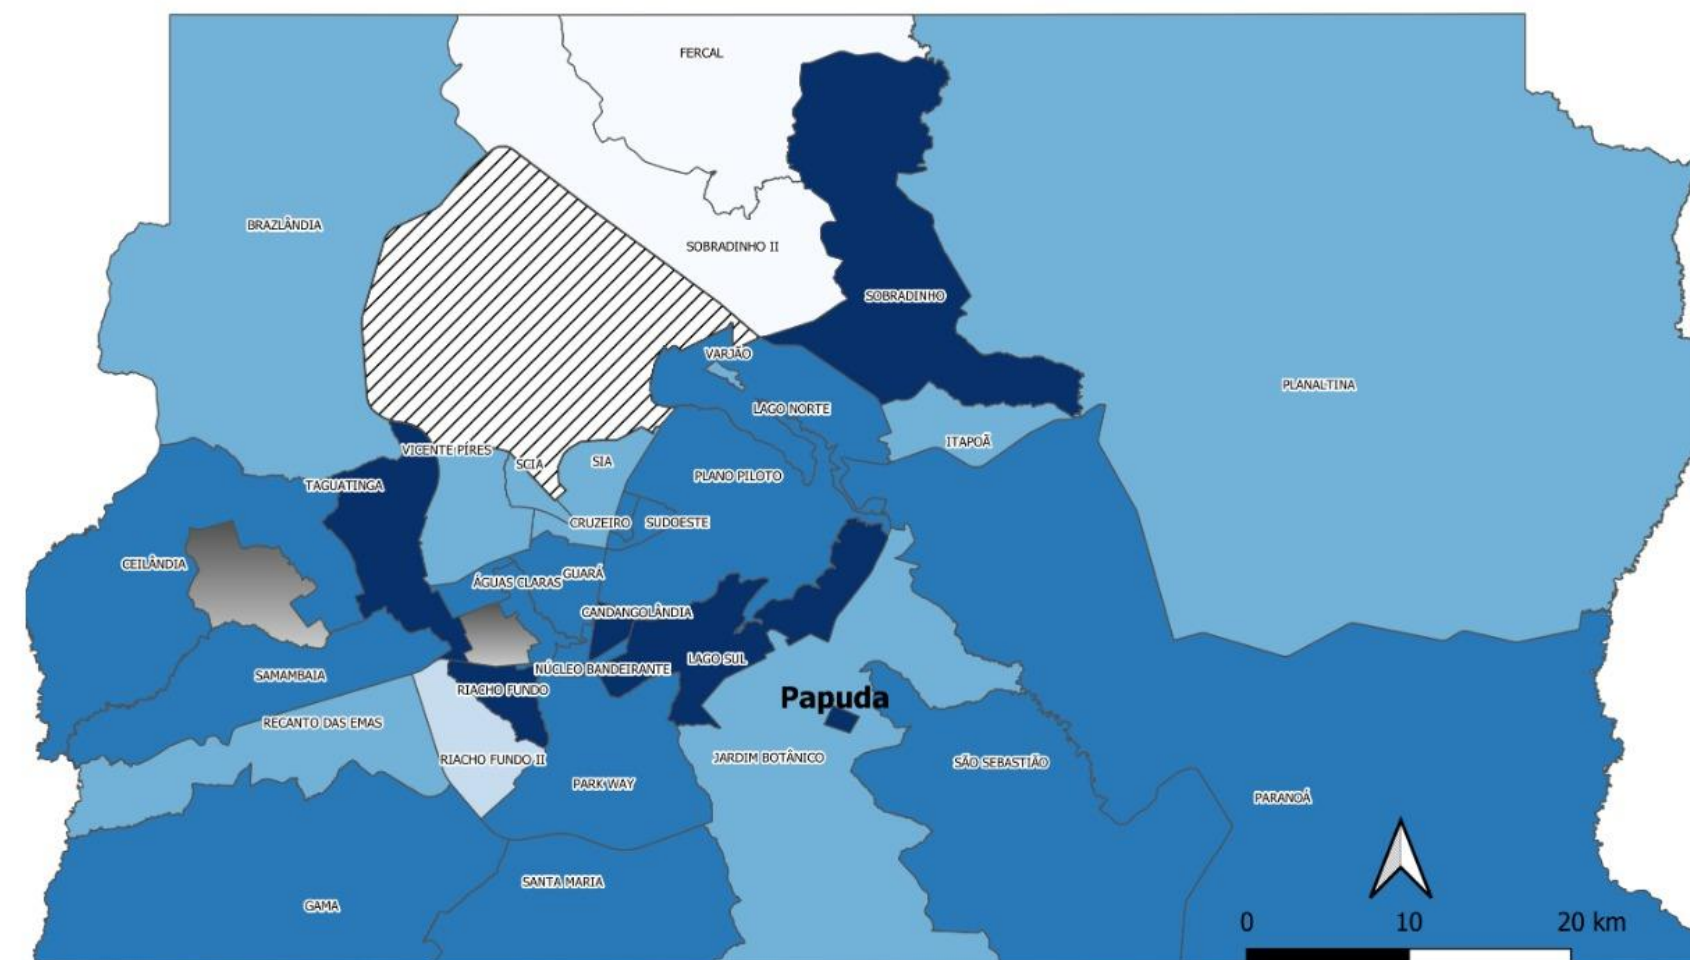 FERCAL
BRAZLÂNDIA
SOBRADINHO II
SOBRADINHO
VARJÃO
PLANALTINA
LAGO NORTE
ITAPOÃ
VICENTE PÍRES
SCIA
SIA
PLANO PILOTO
TAGUATINGA
CRUZEIRO
SUDOESTE
CEILÂNDIA
ÁGUAS CLARAS
GUARÁ
CANDANGOLÂNDIA
LAGO SUL
NÚCLEO BANDEIRANTE
SAMAMBAIA
RIACHO FUNDO
Papuda
RECANTO DAS EMAS
RIACHO FUNDO II
JARDIM BOTÂNICO
SÃO SEBASTIÃO
PARK WAY
PARANOÁ
SANTA MARIA
GAMA
0 10 20 km